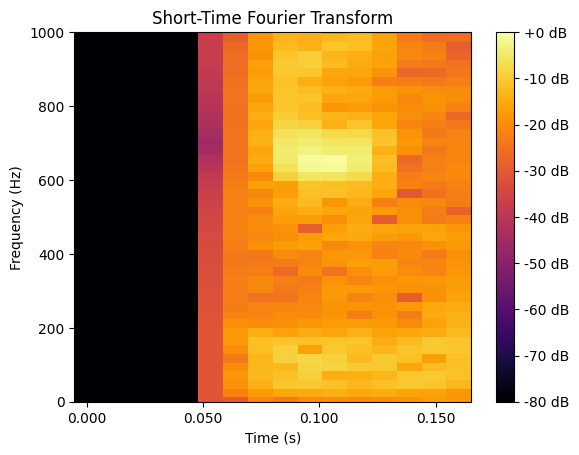 Short-Time Fourier Transform
Frequency (Hz)
1000
800
600
400
200
0
0.000
0.050
0.100
0.150
Time (s)
+0 dB
-10 dB
-20 dB
-30 dB
-40 dB
-50 dB
-60 dB
-70 dB
-80 dB